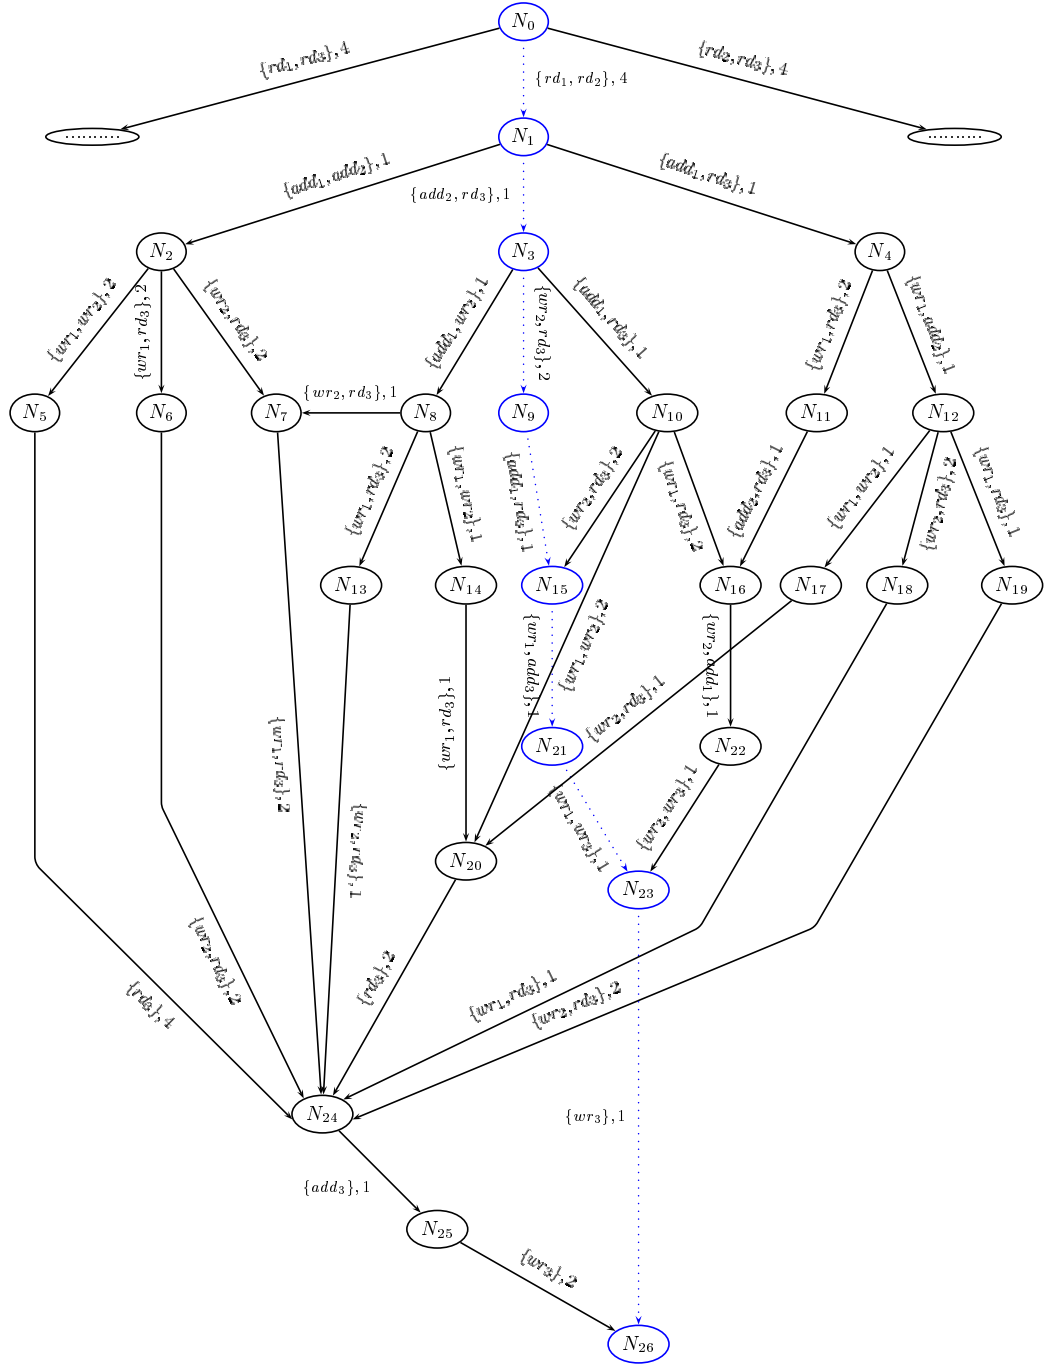 N0
{rd1, rd3}, 4
{rd2, rd3}, 4
{rd1, rd2}, 4
..........
N1
..........
{add1, add2}, 1
{add2, rd3}, 1
{add1, rd3}, 1
N2
N3
N4
{wr1, wr2}, 2
{wr1, rd3}, 2
{wr2, rd3}, 2
{add1, wr2}, 1
{wr2, rd3}, 2
{add1, rd3}, 1
{wr1, rd3}, 2
{wr1, add2}, 1
N5
N6
N7
{wr2, rd3}, 1
N8
N9
N10
N11
N12
{wr1, rd3}, 2
{wr1, wr2}, 1
{add1, rd3}, 1
{wr2, rd3}, 2
{wr1, rd3}, 2
{add2, rd3}, 1
{wr1, wr2}, 1
{wr2, rd3}, 2
{wr1, rd3}, 1
N13
N14
N15
N16
N17
N18
N19
{wr1, add3}, 1
{wr1, wr2}, 2
{wr2, add1}, 1
{wr1, rd3}, 1
{wr2, rd3}, 1
N21
N22
{wr1, rd3}, 2
{wr2, rd3}, 1
{wr1, wr3}, 1
{wr2, wr3}, 1
N20
N23
{wr2, rd3}, 2
{rd3}, 4
{rd3}, 2
{wr1, rd3}, 1
{wr2, rd3}, 2
N24
{wr3}, 1
{add3}, 1
N25
{wr3}, 2
N26